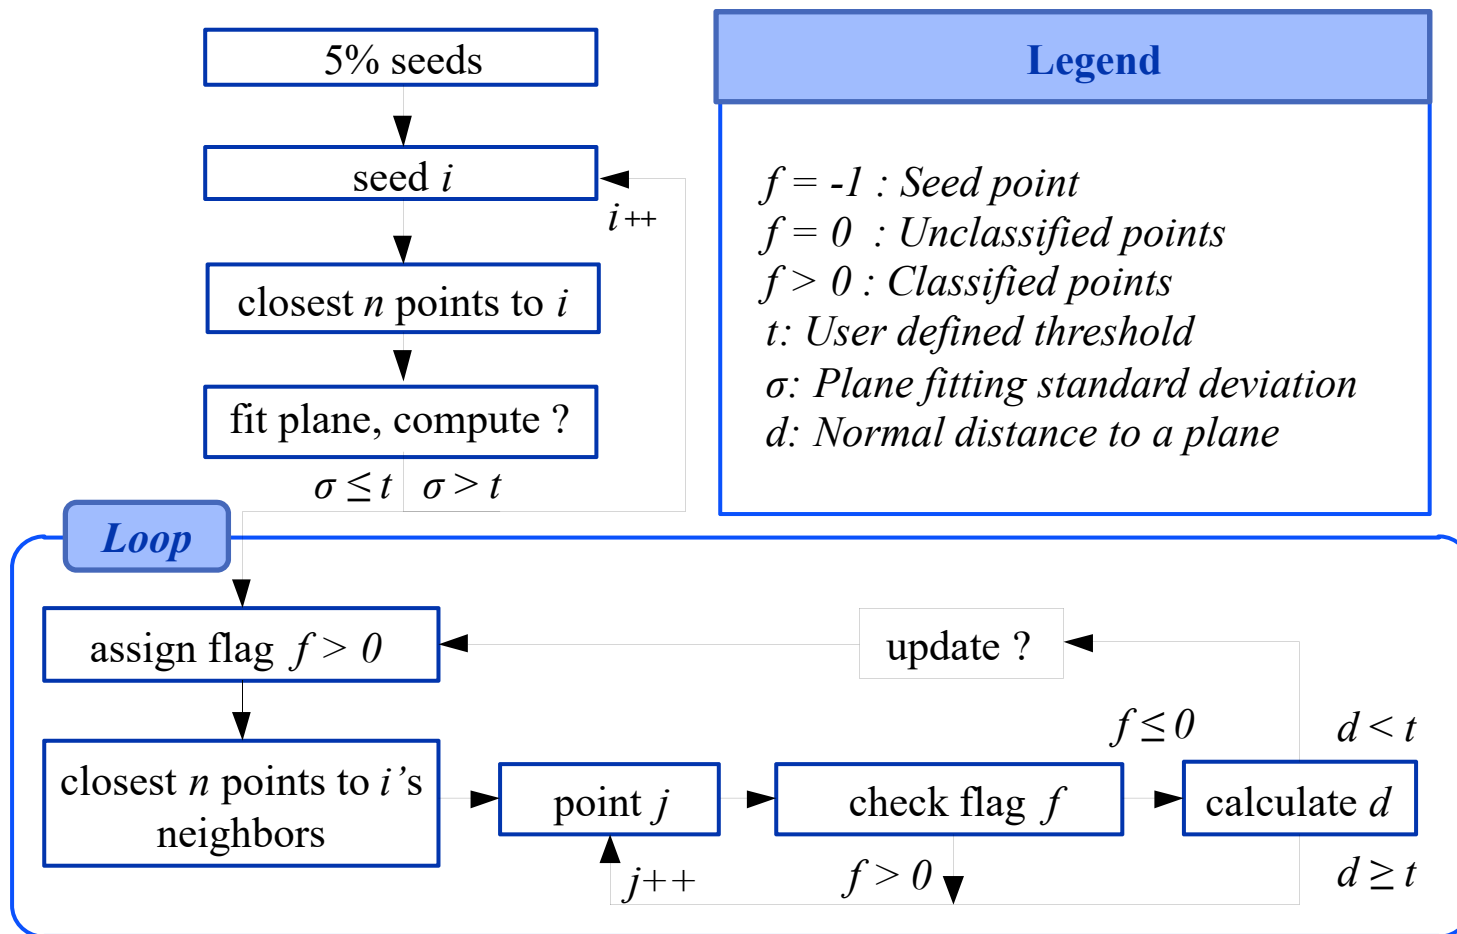 5% seeds
seed i
i++
closest n points to i
fit plane, compute ?
σ ≤ t
σ > t
Legend
f = -1 : Seed point
f = 0 : Unclassified points
f > 0 : Classified points
t: User defined threshold
σ: Plane fitting standard deviation
d: Normal distance to a plane
Loop
assign flag f > 0
update ?
closest n points to i's
neighbors
point j
check flag f
f ≤ 0
calculate d
d < t
d ≥ t
f > 0
j++